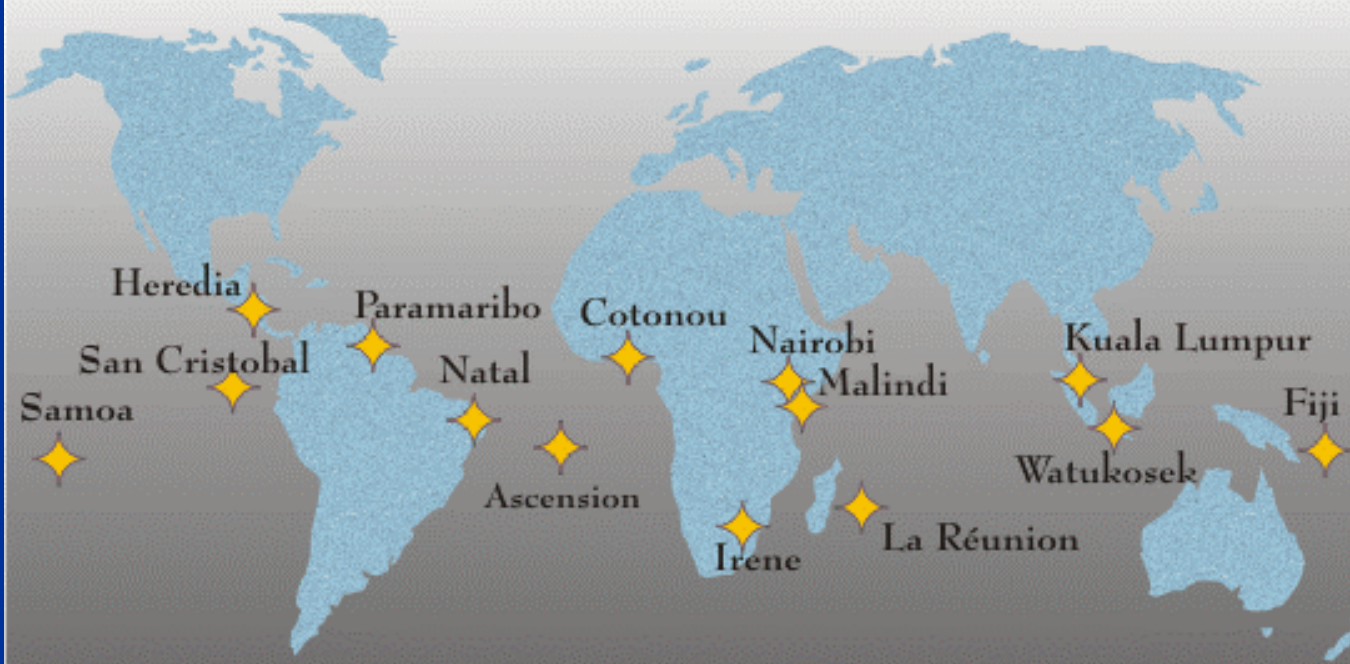 Heredia
Paramaribo
Cotonou
Nairobi
Kuala Lumpur
San Cristobal
Natal
Malindi
Samoa
Fiji
Watukosek
Ascension
La Réunion
Irene